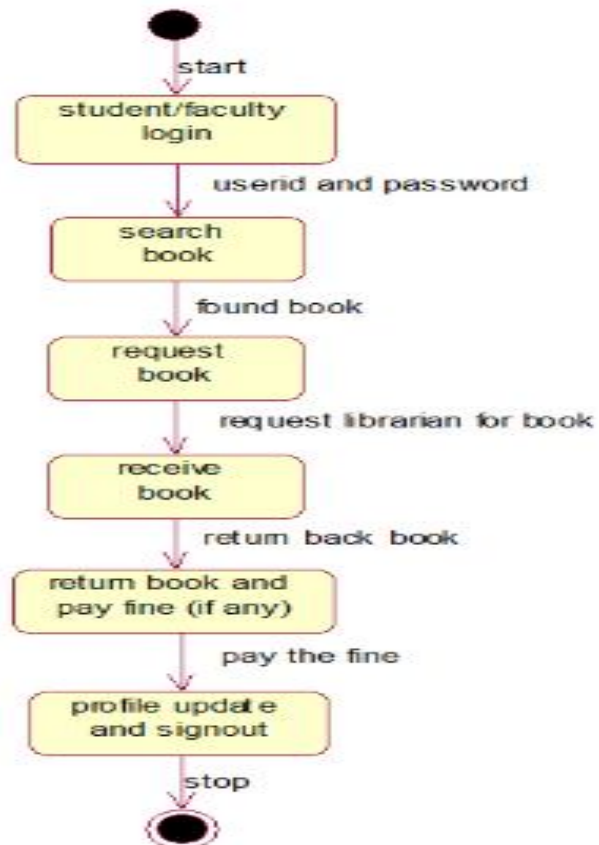 start
student/faculty
login
userid and password
search
book
found book
request
book
request librarian for book
receive
book
return back book
return book and
pay fine (if any)
pay the fine
profile update
and signout
stop